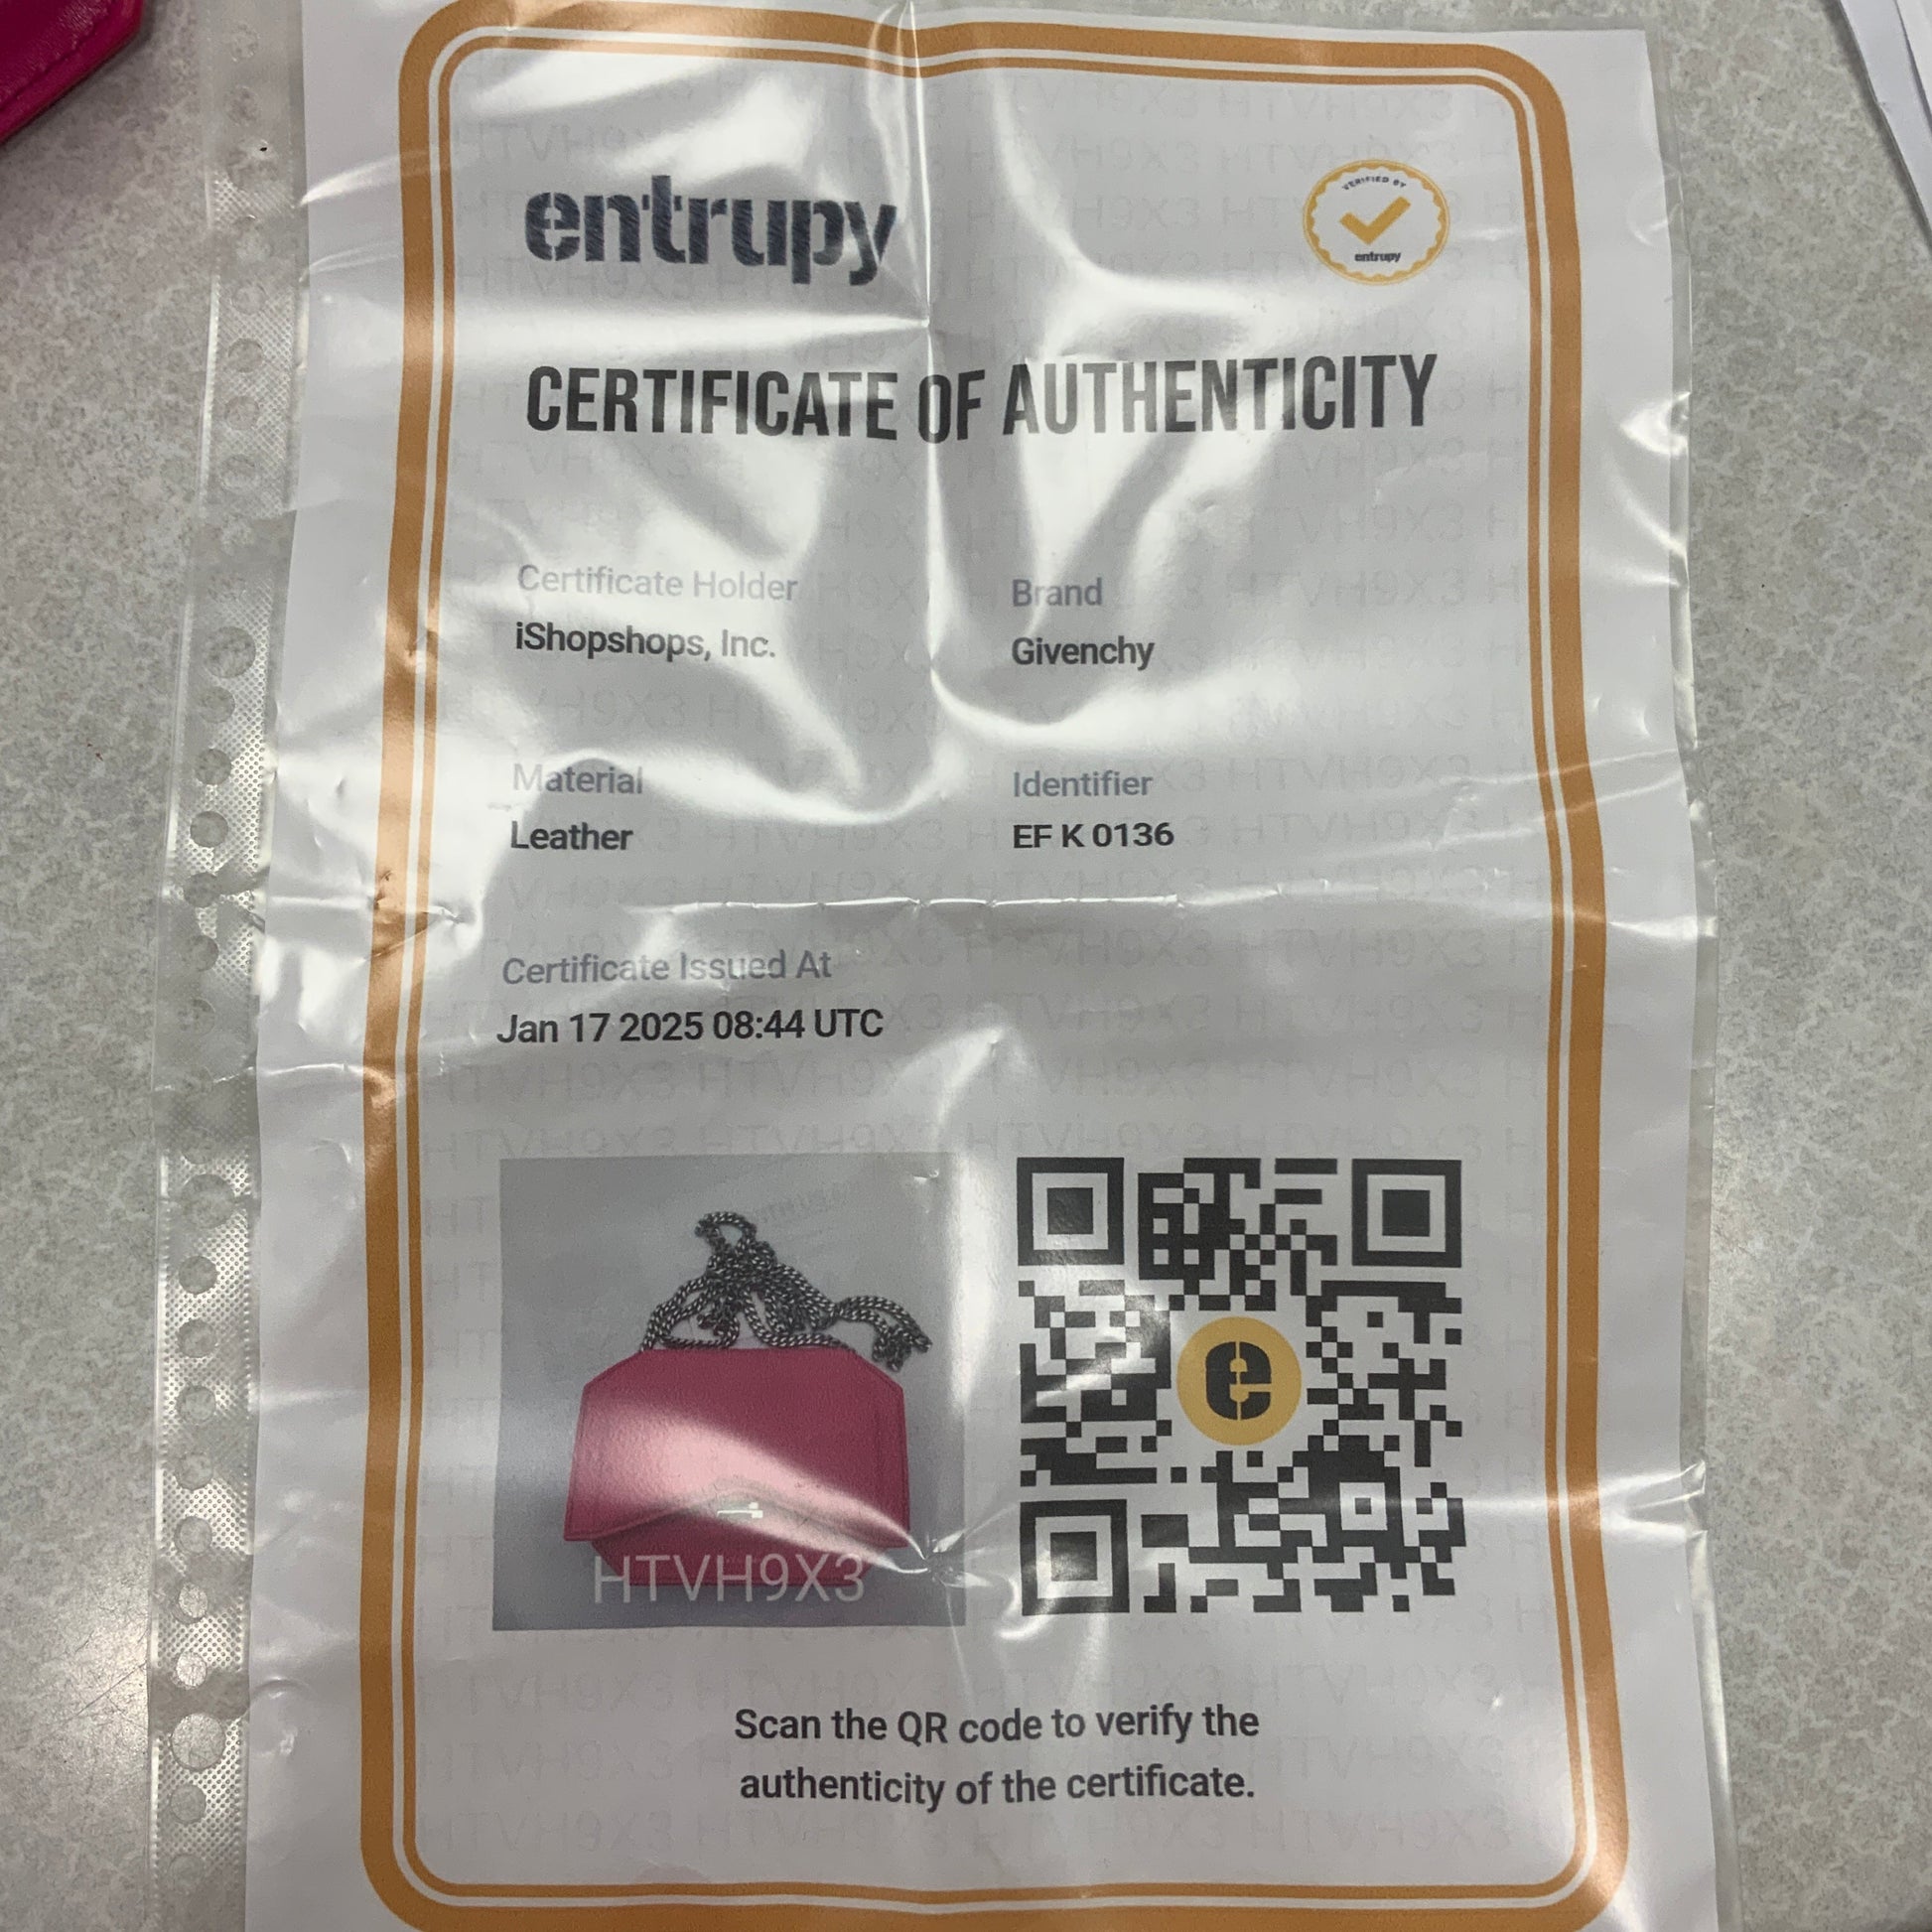 entrupy
VERIFIED BY
entrupy
CERTIFICATE OF AUTHENTICITY
Certificate Holder
iShopshops, Inc.
Brand
Givenchy
Material
Leather
Identifier
EF K 0136
Certificate Issued At
Jan 17 2025 08:44 UTC
HTVH9X3
e
Scan the QR code to verify the
authenticity of the certificate.